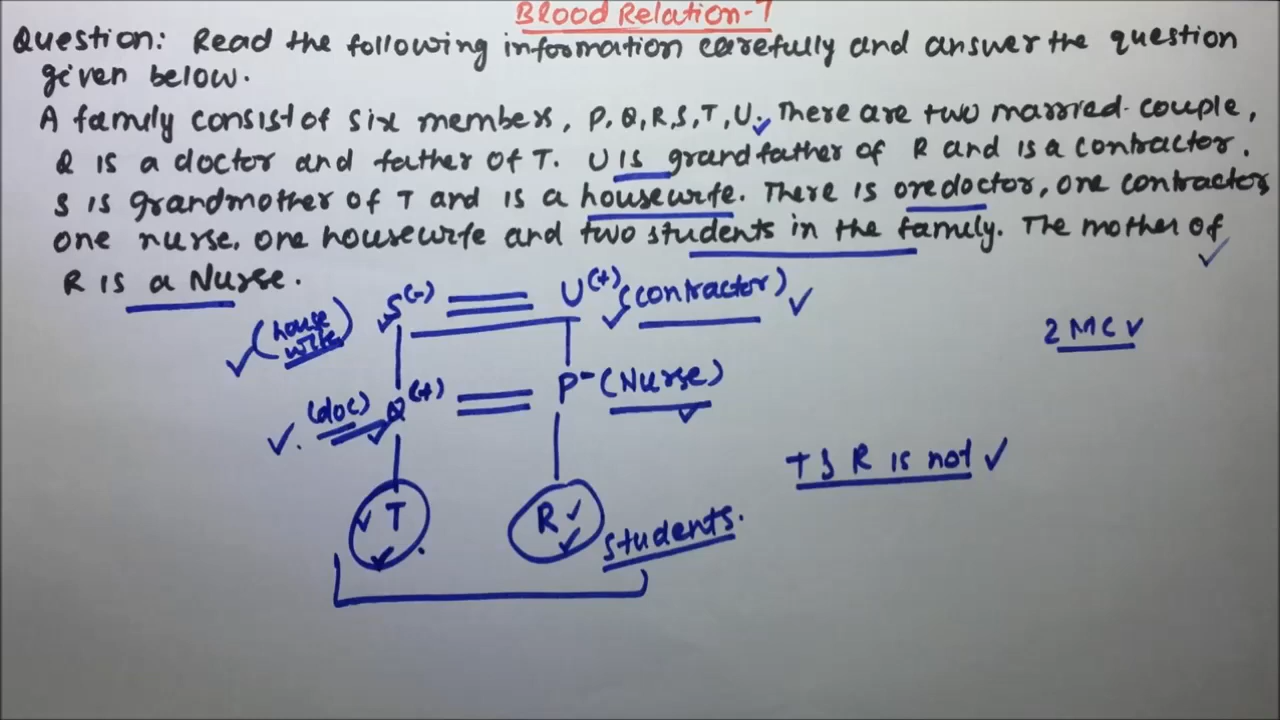 Blood Relation-7
Question: Read the following information carefully and answer the question
given below.
A family consist of six members, P, Q, R, S, T, U. There are two married couple,
Q is a doctor and father of T. U is grandfather of R and is a contractor.
S is grandmother of T and is a housewife. There is one doctor, one contractor,
one nurse, one housewife and two students in the family. The mother of
R is a Nurse.
(house wife) S(-) U(+) (contractor)
2 MC
(doc) Q(+) P- (Nurse)
T & R is not
T R students.